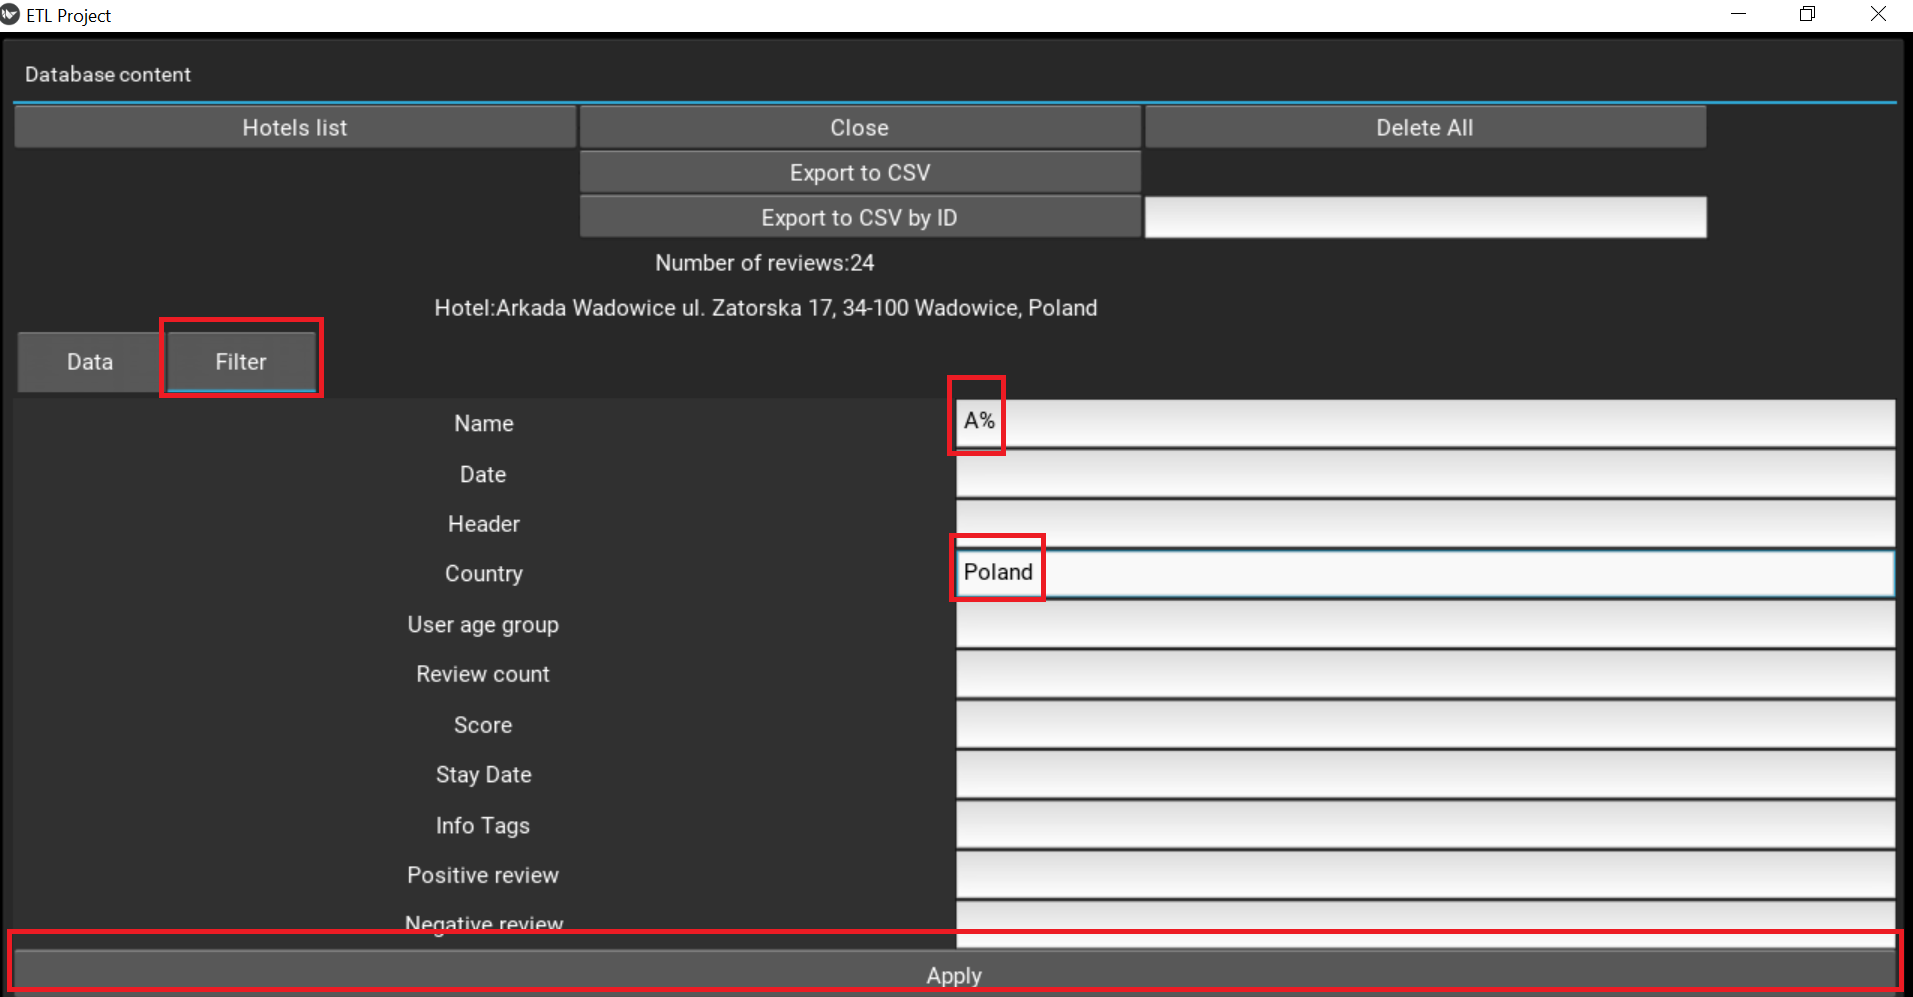 ETL Project
Database content
Hotels list Close Delete All
Export to CSV
Export to CSV by ID
Number of reviews:24
Hotel:Arkada Wadowice ul. Zatorska 17, 34-100 Wadowice, Poland
Data Filter
Name A%
Date
Header
Country Poland
User age group
Review count
Score
Stay Date
Info Tags
Positive review
Negative review
Apply